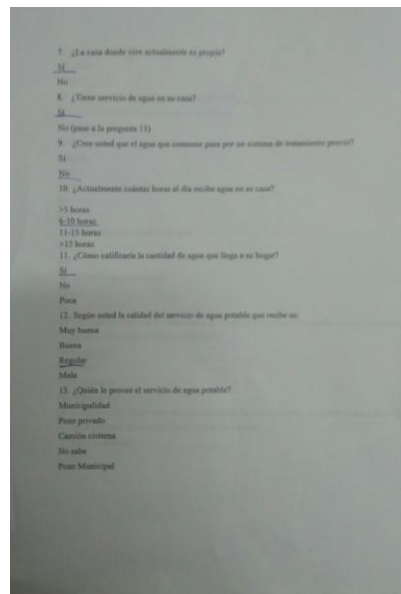 7. ¿La casa donde vive actualmente es propia?
Si
No
8. ¿Tiene servicio de agua en su casa?
Si
No (pase a la pregunta 11)
9. ¿Cree usted que el agua que consume pasa por un sistema de tratamiento previo?
Si
No
10. ¿Actualmente cuántas horas al día recibe agua en su casa?
>5 horas
6-10 horas
11-15 horas
>15 horas
11. ¿Cómo calificaría la cantidad de agua que llega a su hogar?
Si
No
Poca
12. Según usted la calidad del servicio de agua potable que recibe es:
Muy buena
Buena
Regular
Mala
13. ¿Quién le provee el servicio de agua potable?
Municipalidad
Pozo privado
Camión cisterna
No sabe
Pozo Municipal